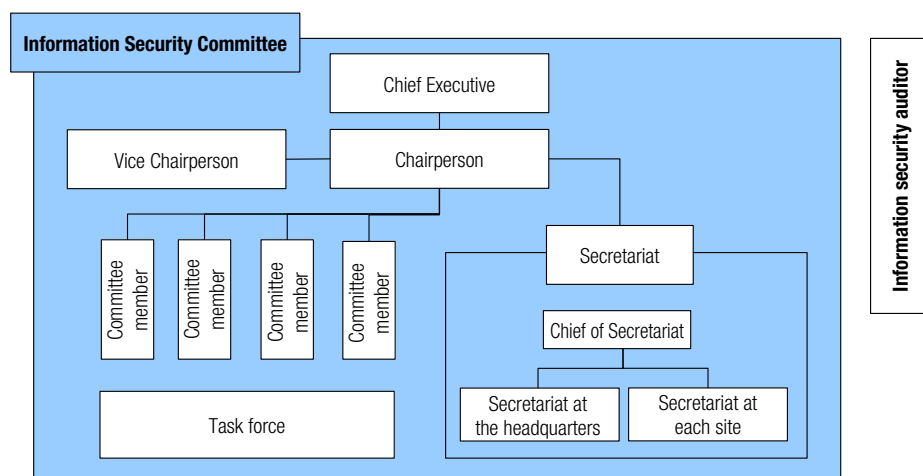 Information Security Committee
Chief Executive
Vice Chairperson
Chairperson
Committee
member
Committee
member
Committee
member
Committee
member
Secretariat
Chief of Secretariat
Secretariat at
the headquarters
Secretariat at
each site
Task force
Information security auditor